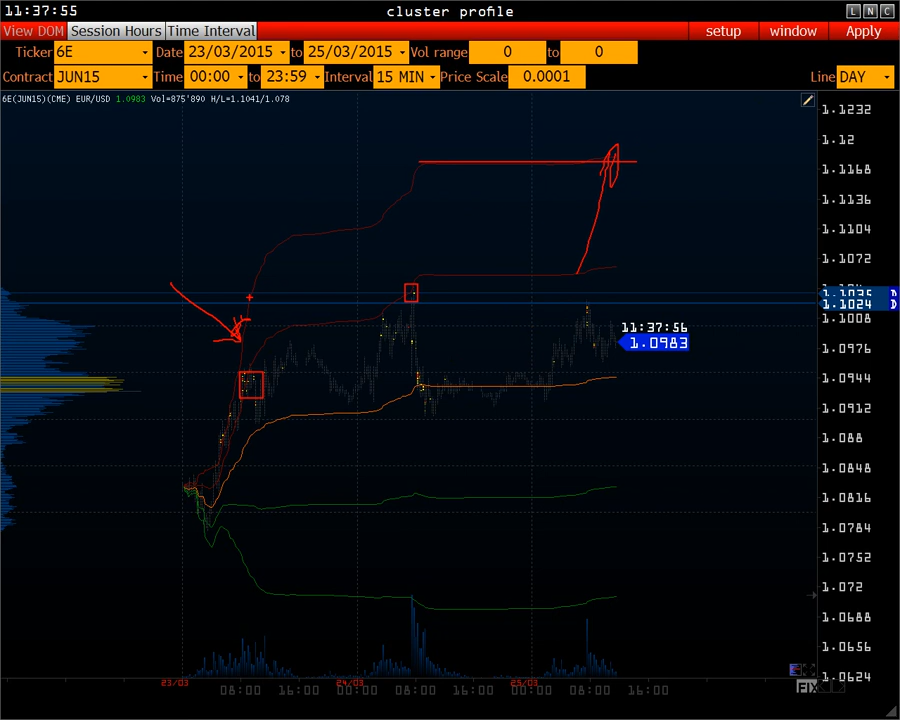 11:37:55 cluster profile L N C
View DOM Session Hours Time Interval setup window Apply
Ticker 6E Date 23/03/2015 to 25/03/2015 Vol range 0 to 0
Contract JUN15 Time 00:00 to 23:59 Interval 15 MIN Price Scale 0.0001 Line DAY
6E(JUN15)(CME) EUR/USD 1.0983 Vol=875'890 H/L=1.1041/1.078
1.1232
1.12
1.1168
1.1136
1.1104
1.1072
1.1035 D
1.1024 D
1.1008
11:37:56
1.0983
1.0976
1.0944
1.0912
1.088
1.0848
1.0816
1.0784
1.0752
1.072
1.0688
1.0656
1.0624
23/03 24/03 25/03
08:00 16:00 00:00 08:00 16:00 00:00 08:00 16:00
FIX